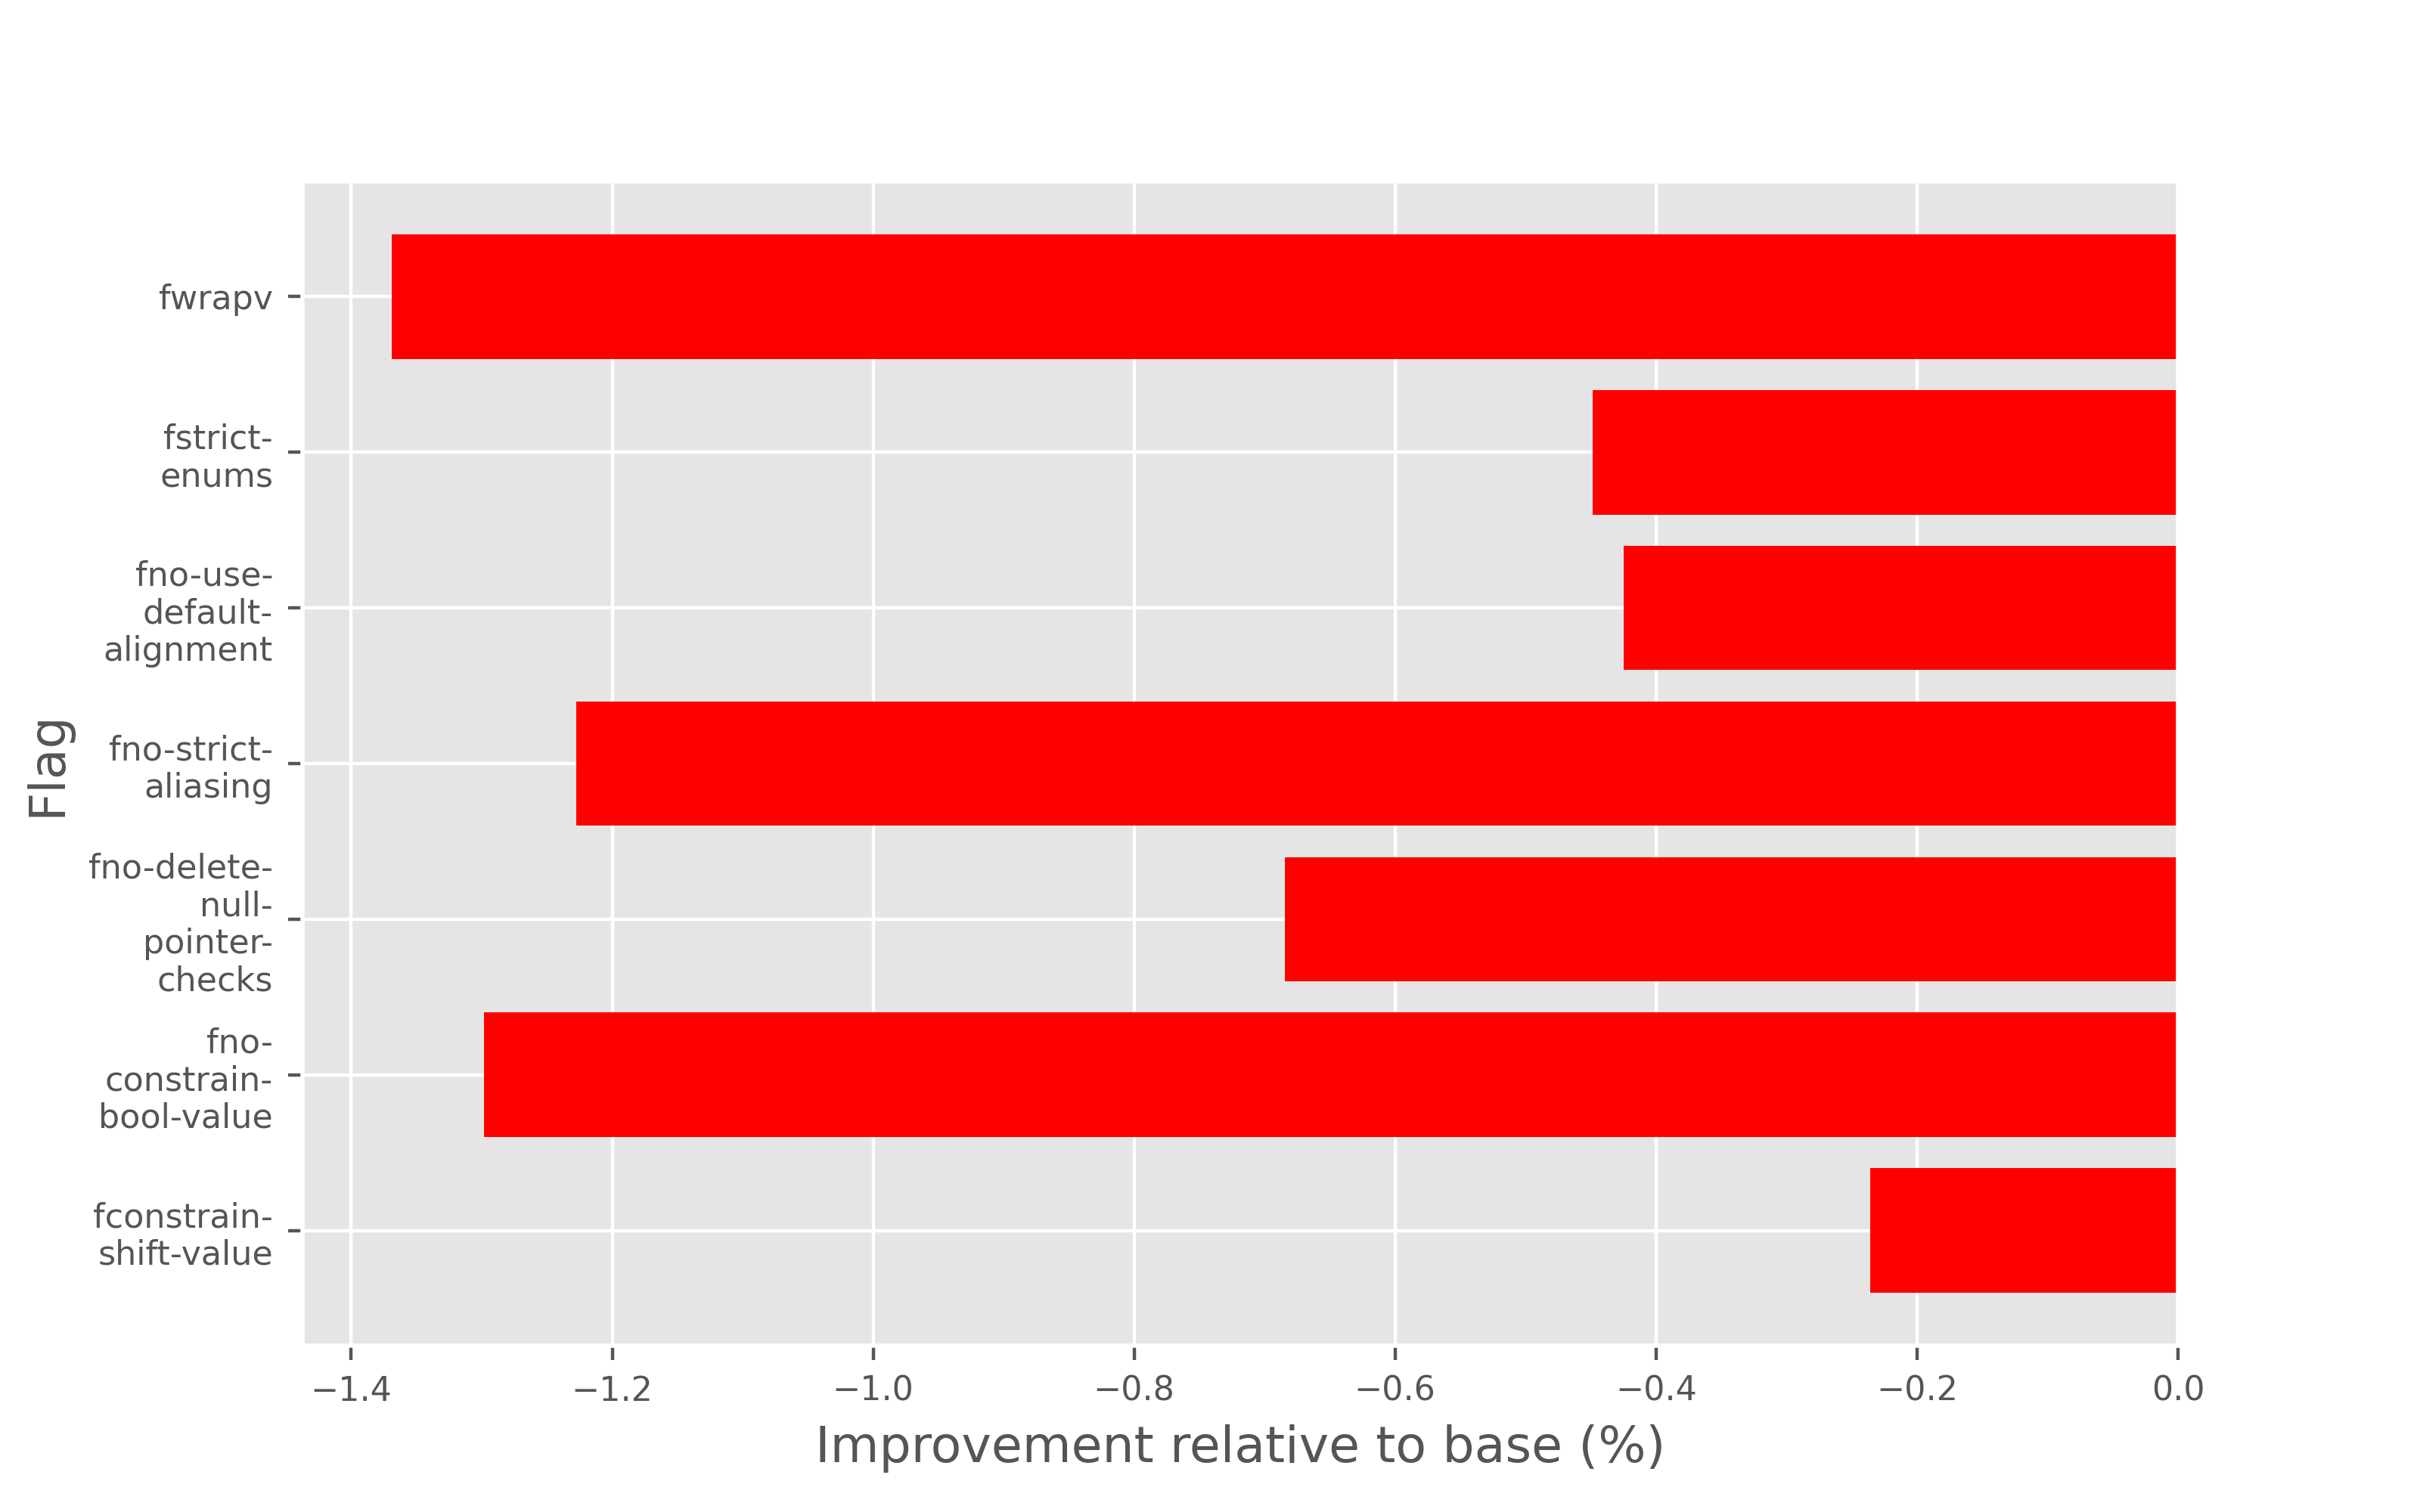 fwrapv
fstrict-
enums
fno-use-
default-
alignment
fno-strict-
aliasing
fno-delete-
null-
pointer-
checks
fno-
constrain-
bool-value
fconstrain-
shift-value
Flag
−1.4 −1.2 −1.0 −0.8 −0.6 −0.4 −0.2 0.0
Improvement relative to base (%)